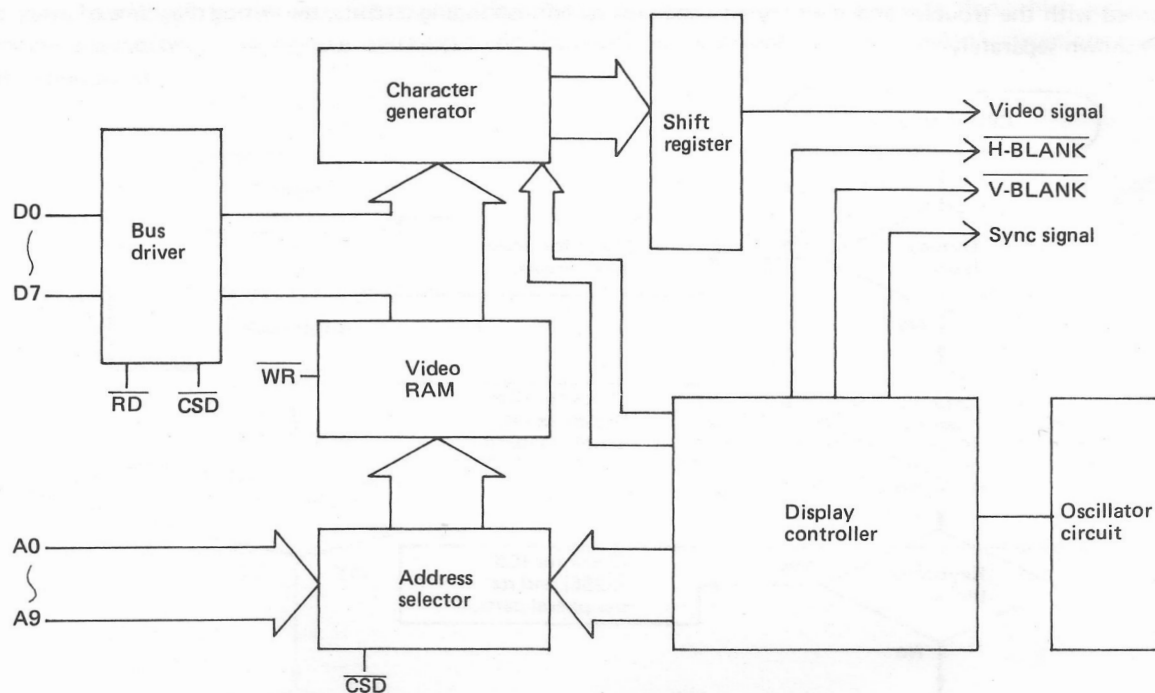 Character
generator
Shift
register
Video signal
H-BLANK
V-BLANK
Sync signal
D0
D7
Bus
driver
RD
CSD
WR
Video
RAM
Display
controller
Oscillator
circuit
A0
A9
Address
selector
CSD